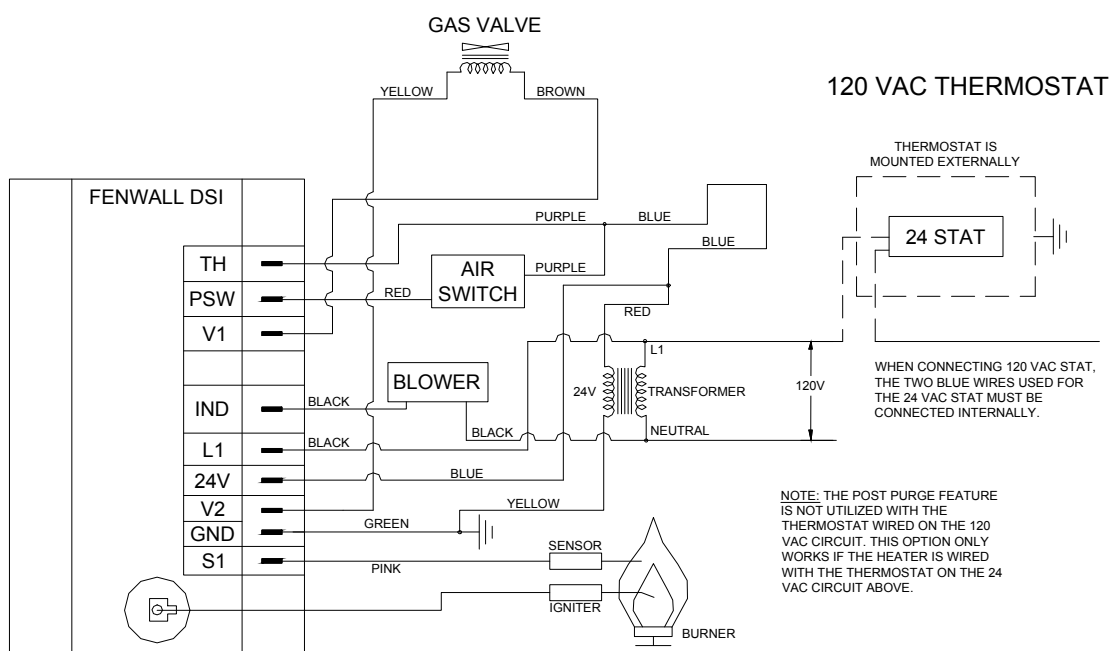 GAS VALVE
YELLOW
BROWN
120 VAC THERMOSTAT
THERMOSTAT IS
MOUNTED EXTERNALLY
24 STAT
FENWALL DSI
TH
PSW
V1
IND
L1
24V
V2
GND
S1
PURPLE
BLUE
BLUE
PURPLE
AIR
SWITCH
RED
RED
L1
BLOWER
24V
TRANSFORMER
120V
BLACK
BLACK
NEUTRAL
BLACK
BLUE
YELLOW
GREEN
SENSOR
PINK
IGNITER
BURNER
WHEN CONNECTING 120 VAC STAT,
THE TWO BLUE WIRES USED FOR
THE 24 VAC STAT MUST BE
CONNECTED INTERNALLY.
NOTE: THE POST PURGE FEATURE
IS NOT UTILIZED WITH THE
THERMOSTAT WIRED ON THE 120
VAC CIRCUIT. THIS OPTION ONLY
WORKS IF THE HEATER IS WIRED
WITH THE THERMOSTAT ON THE 24
VAC CIRCUIT ABOVE.